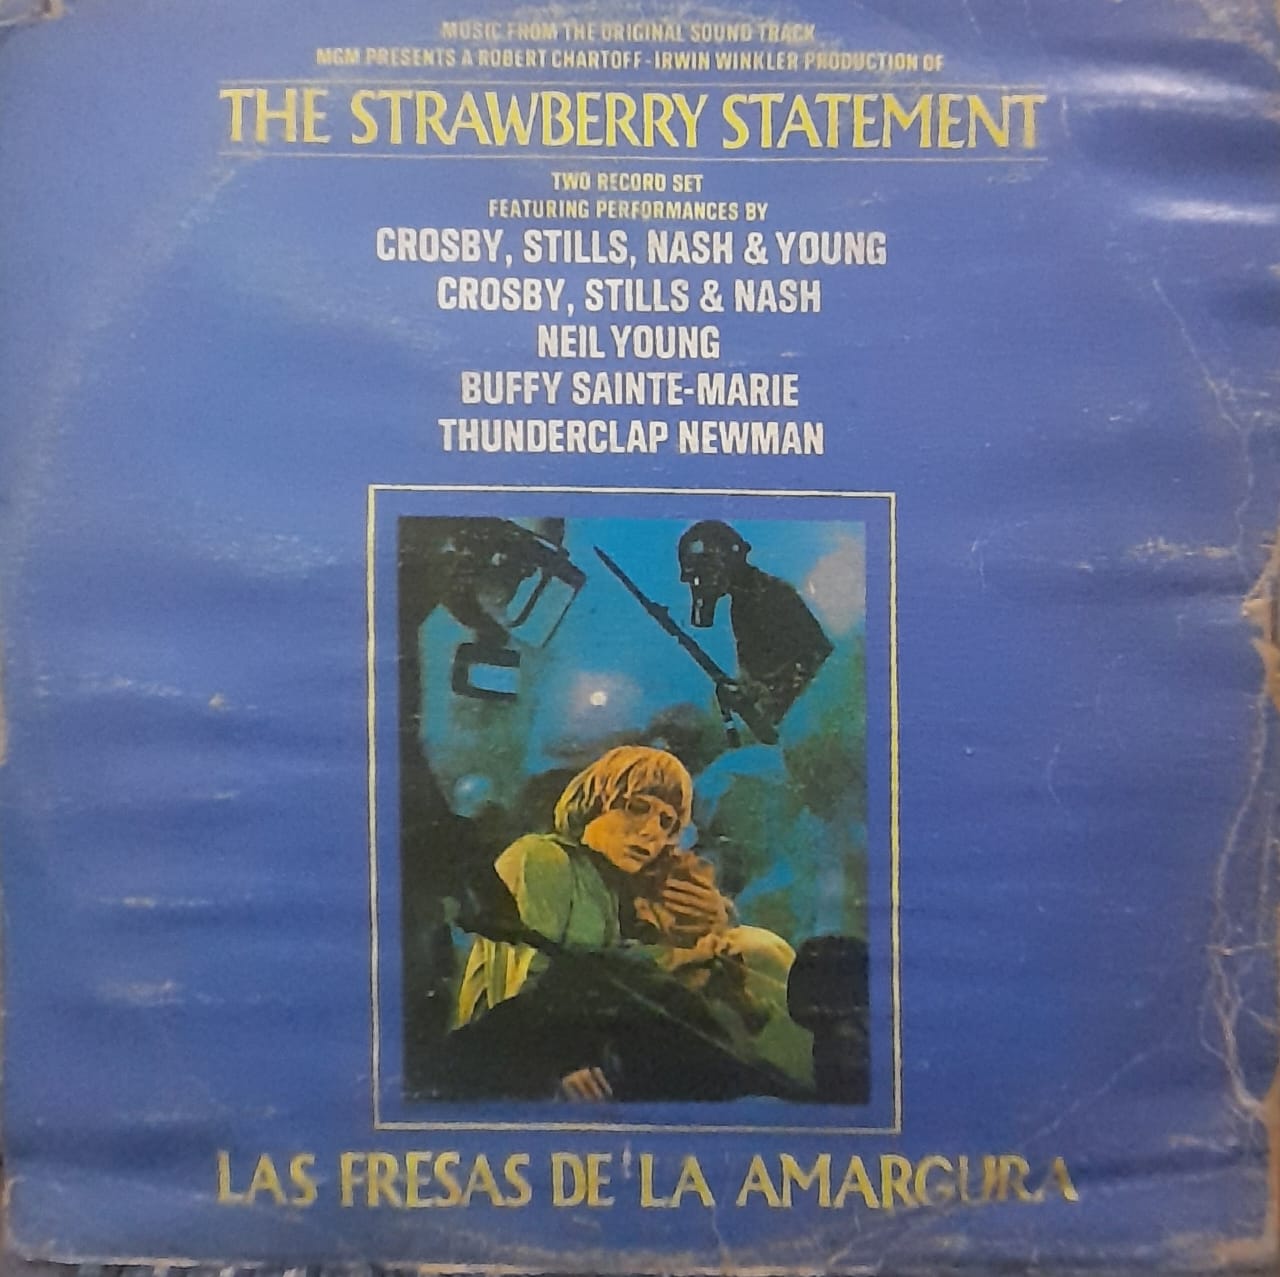 MUSIC FROM THE ORIGINAL SOUND TRACK
MGM PRESENTS A ROBERT CHARTOFF-IRWIN WINKLER PRODUCTION OF
THE STRAWBERRY STATEMENT
TWO RECORD SET
FEATURING PERFORMANCES BY
CROSBY, STILLS, NASH & YOUNG
CROSBY, STILLS & NASH
NEIL YOUNG
BUFFY SAINTE-MARIE
THUNDERCLAP NEWMAN
LAS FRESAS DE LA AMARGURA